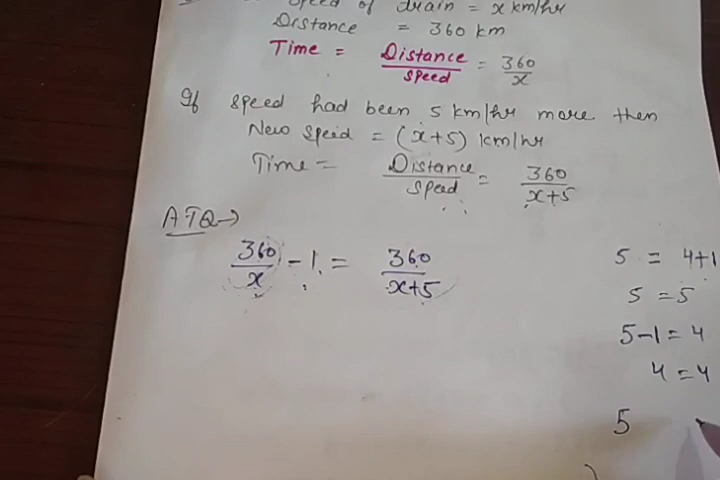 Speed of train = x km/hr
Distance = 360 km
Time = Distance/Speed = 360/x
If speed had been 5 km/hr more then
New Speed = (x+5) km/hr
Time = Distance/Speed = 360/x+5
ATQ→
360/x - 1 = 360/x+5
5 = 4+1
5 = 5
5-1 = 4
4 = 4
5